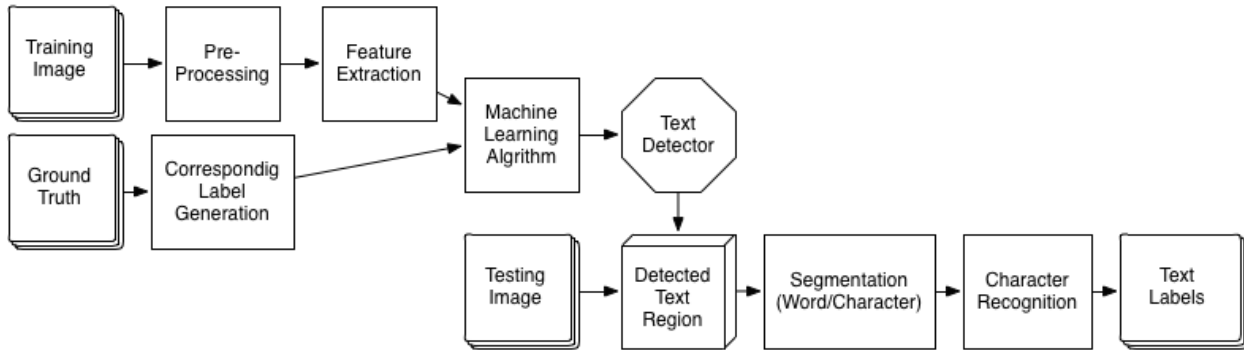 Training
Image
Pre-
Processing
Feature
Extraction
Machine
Learning
Algrithm
Text
Detector
Ground
Truth
Correspondig
Label
Generation
Testing
Image
Detected
Text
Region
Segmentation
(Word/Character)
Character
Recognition
Text
Labels